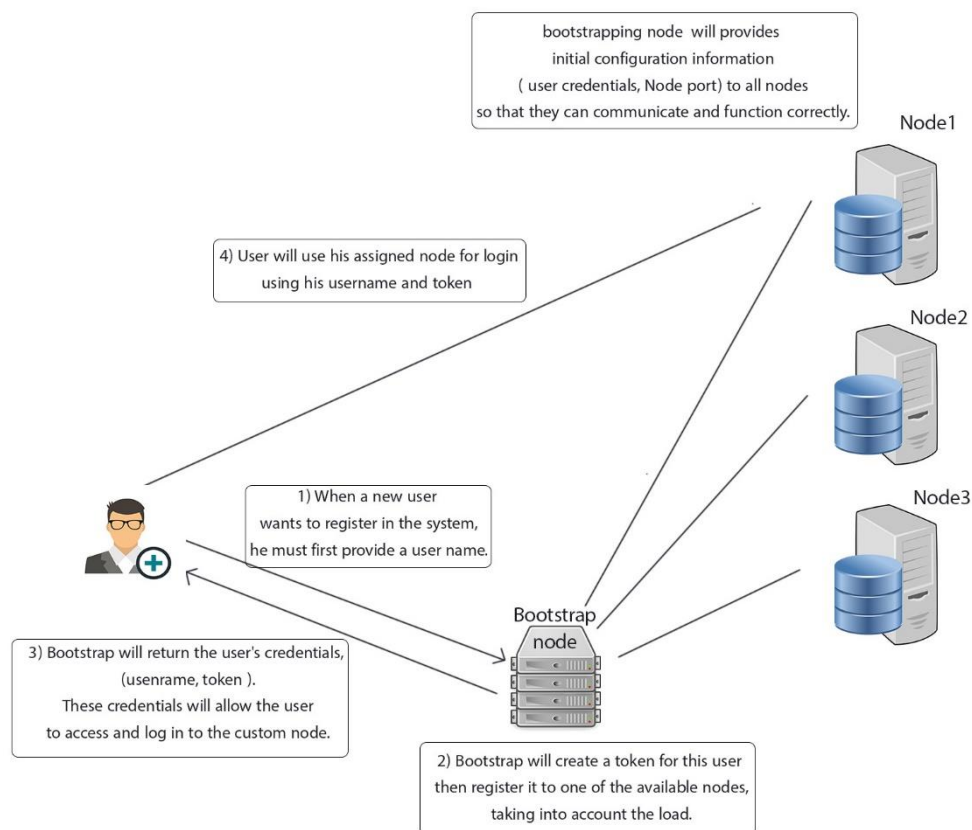 bootstrapping node will provides
initial configuration information
( user credentials, Node port) to all nodes
so that they can communicate and function correctly.
Node1
4) User will use his assigned node for login
using his username and token
Node2
1) When a new user
wants to register in the system,
he must first provide a user name.
Node3
Bootstrap
node
3) Bootstrap will return the user's credentials,
(usenrame, token ).
These credentials will allow the user
to access and log in to the custom node.
2) Bootstrap will create a token for this user
then register it to one of the available nodes,
taking into account the load.